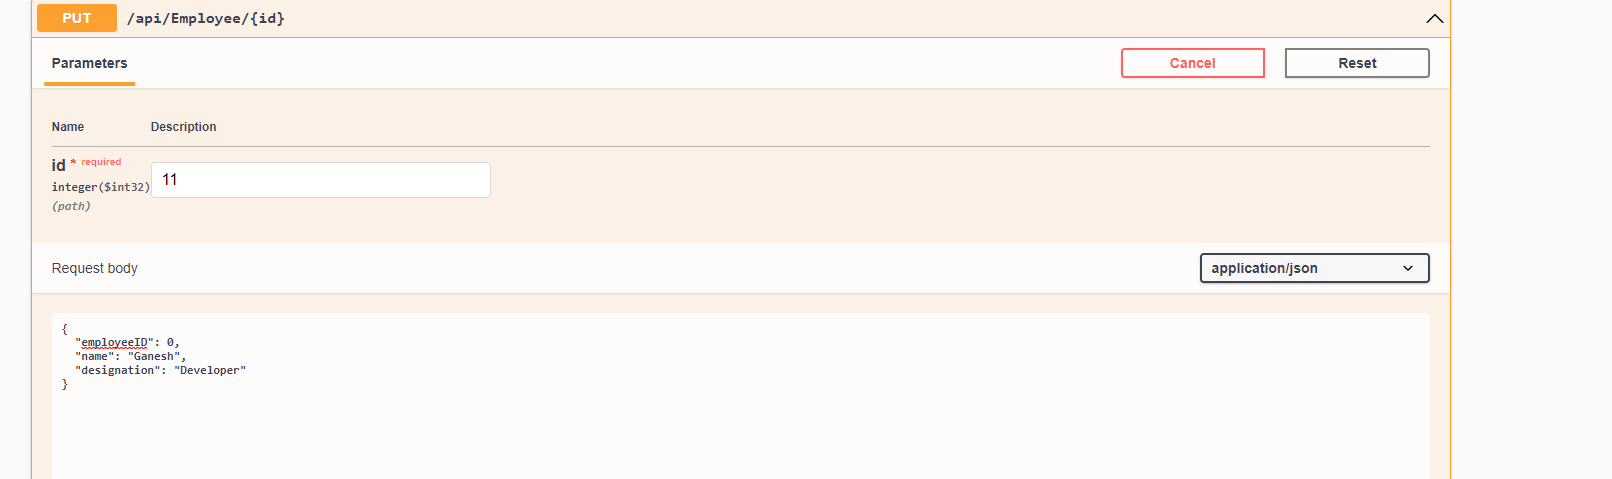 PUT /api/Employee/{id}
Parameters Cancel Reset
Name Description
id * required
integer($int32) 11
(path)
Request body application/json
{
"employeeID": 0,
"name": "Ganesh",
"designation": "Developer"
}